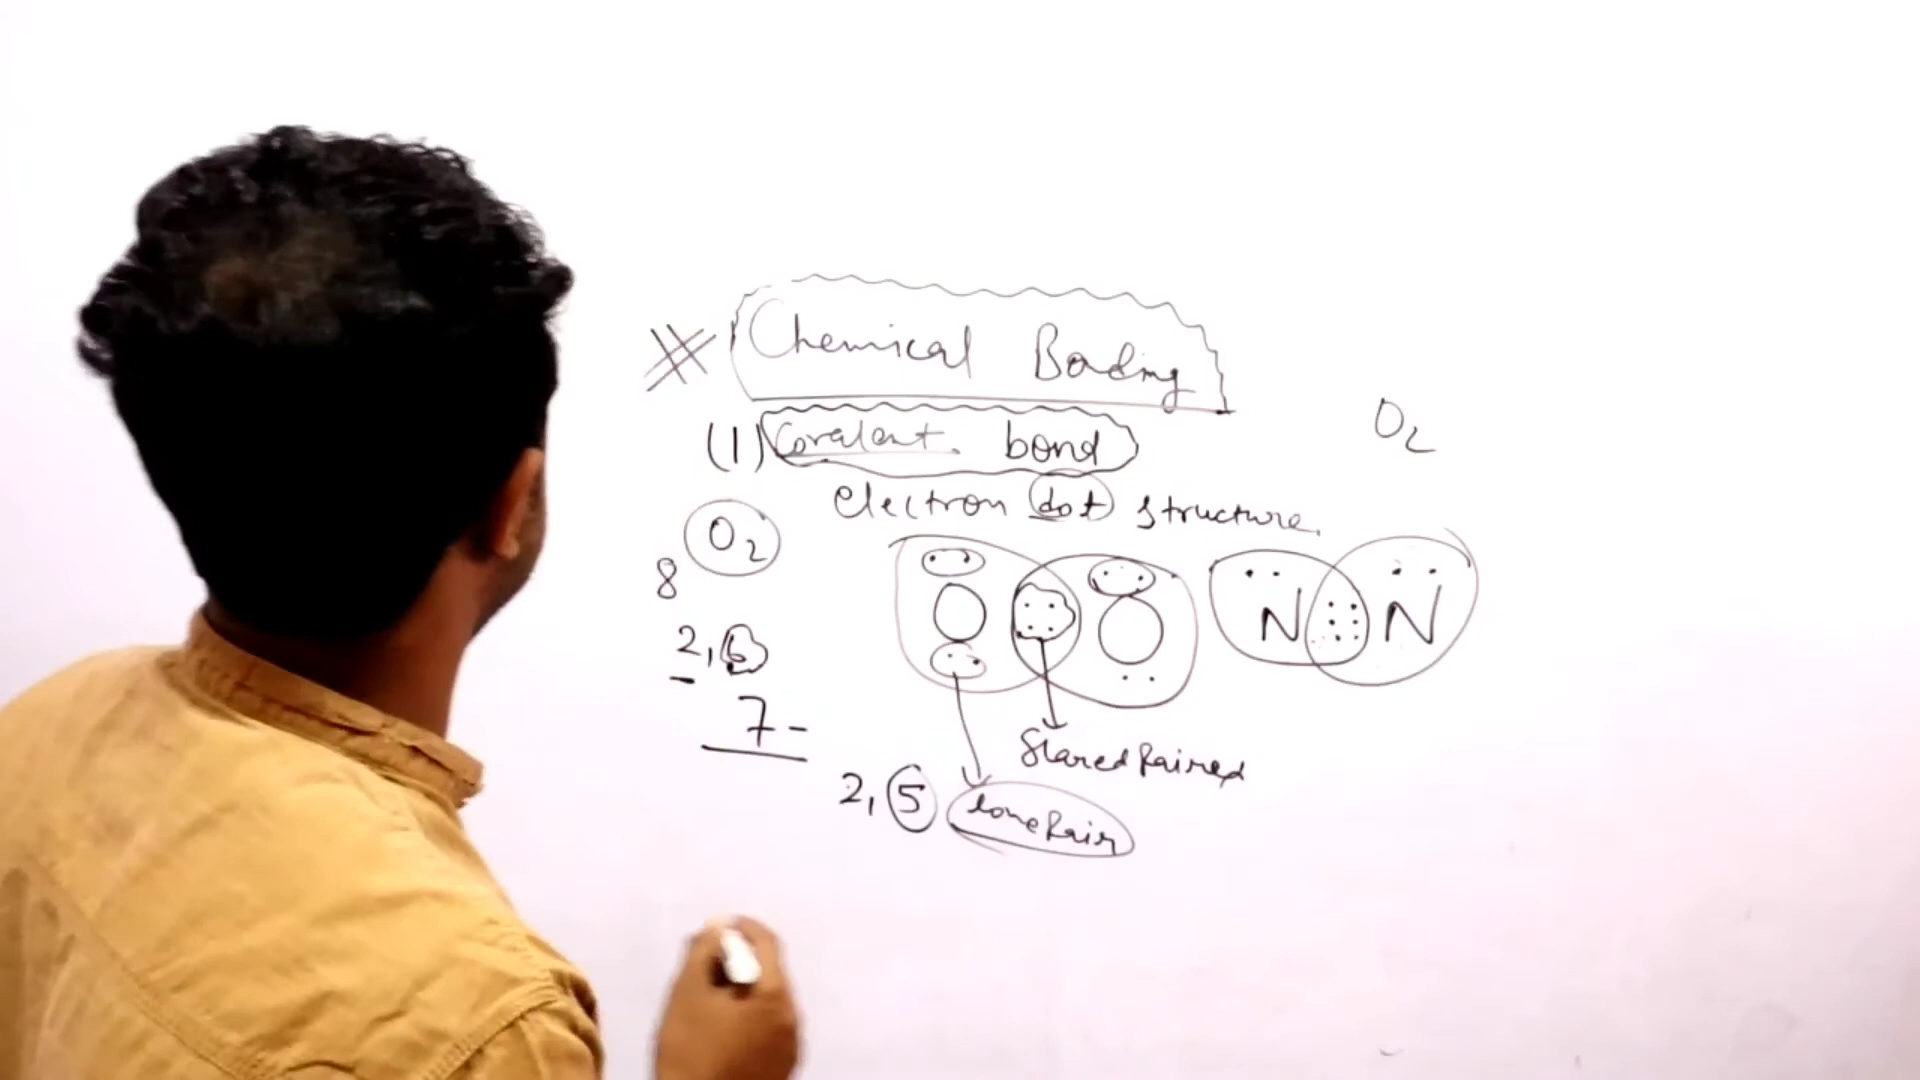 Chemical Bonding
O2
(1) Covalent bond
Electron dot structure.
O2
8
2,6
7-
O O
N N
Shared Paired
2,5
lone Pair